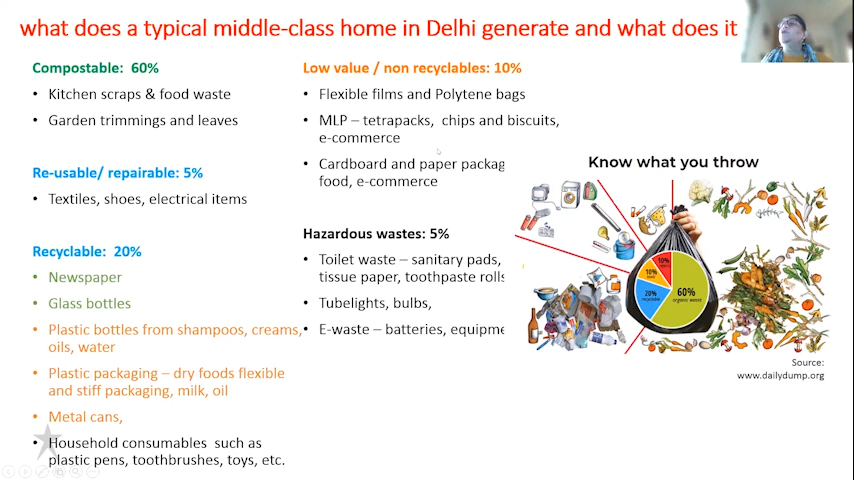 what does a typical middle-class home in Delhi generate and what does it
Compostable: 60%
• Kitchen scraps & food waste
• Garden trimmings and leaves
Re-usable/ repairable: 5%
• Textiles, shoes, electrical items
Recyclable: 20%
• Newspaper
• Glass bottles
• Plastic bottles from shampoos, creams,
oils, water
• Plastic packaging – dry foods flexible
and stiff packaging, milk, oil
• Metal cans,
• Household consumables such as
plastic pens, toothbrushes, toys, etc.
Low value / non recyclables: 10%
• Flexible films and Polytene bags
• MLP – tetrapacks, chips and biscuits,
e-commerce
• Cardboard and paper packag
food, e-commerce
Hazardous wastes: 5%
• Toilet waste – sanitary pads,
tissue paper, toothpaste rolls
• Tubelights, bulbs,
• E-waste – batteries, equipme
Know what you throw
10%
10%
20%
recyclable
60%
organic waste
Source:
www.dailydump.org